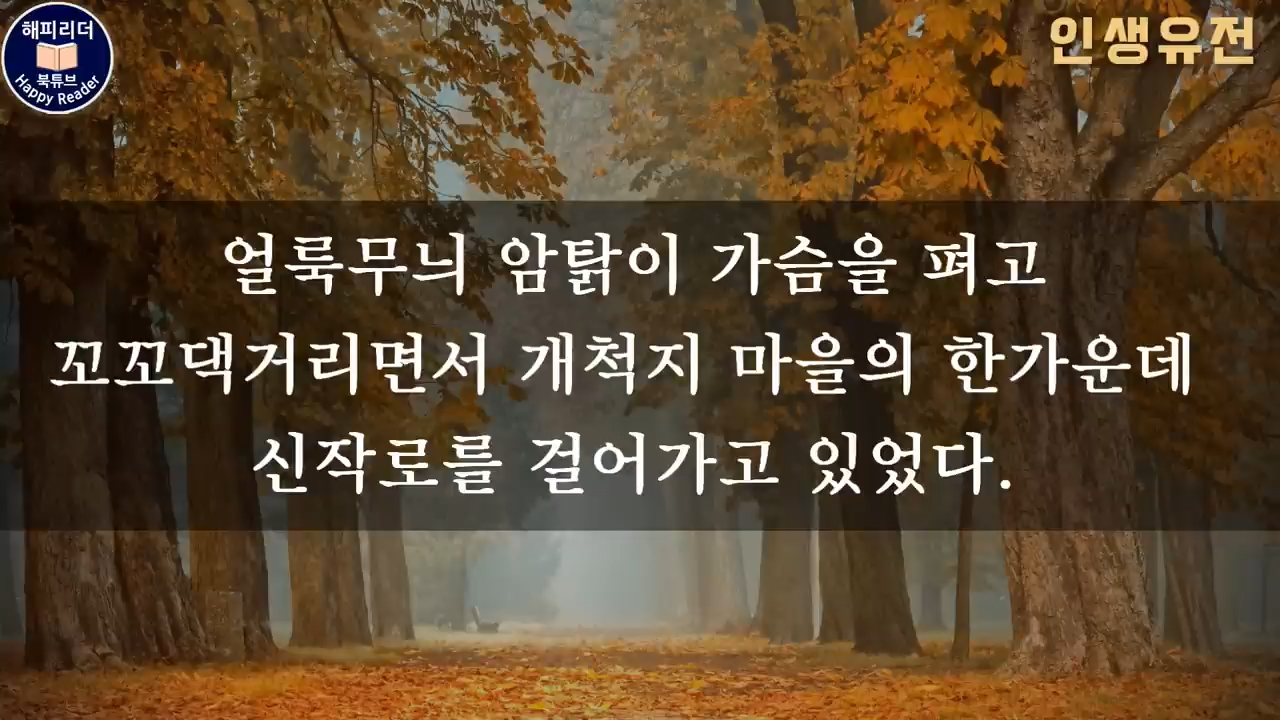 해피리더
북튜브
Happy Reader
인생유전
얼룩무늬 암탉이 가슴을 펴고
꼬꼬댁거리면서 개척지 마을의 한가운데
신작로를 걸어가고 있었다.